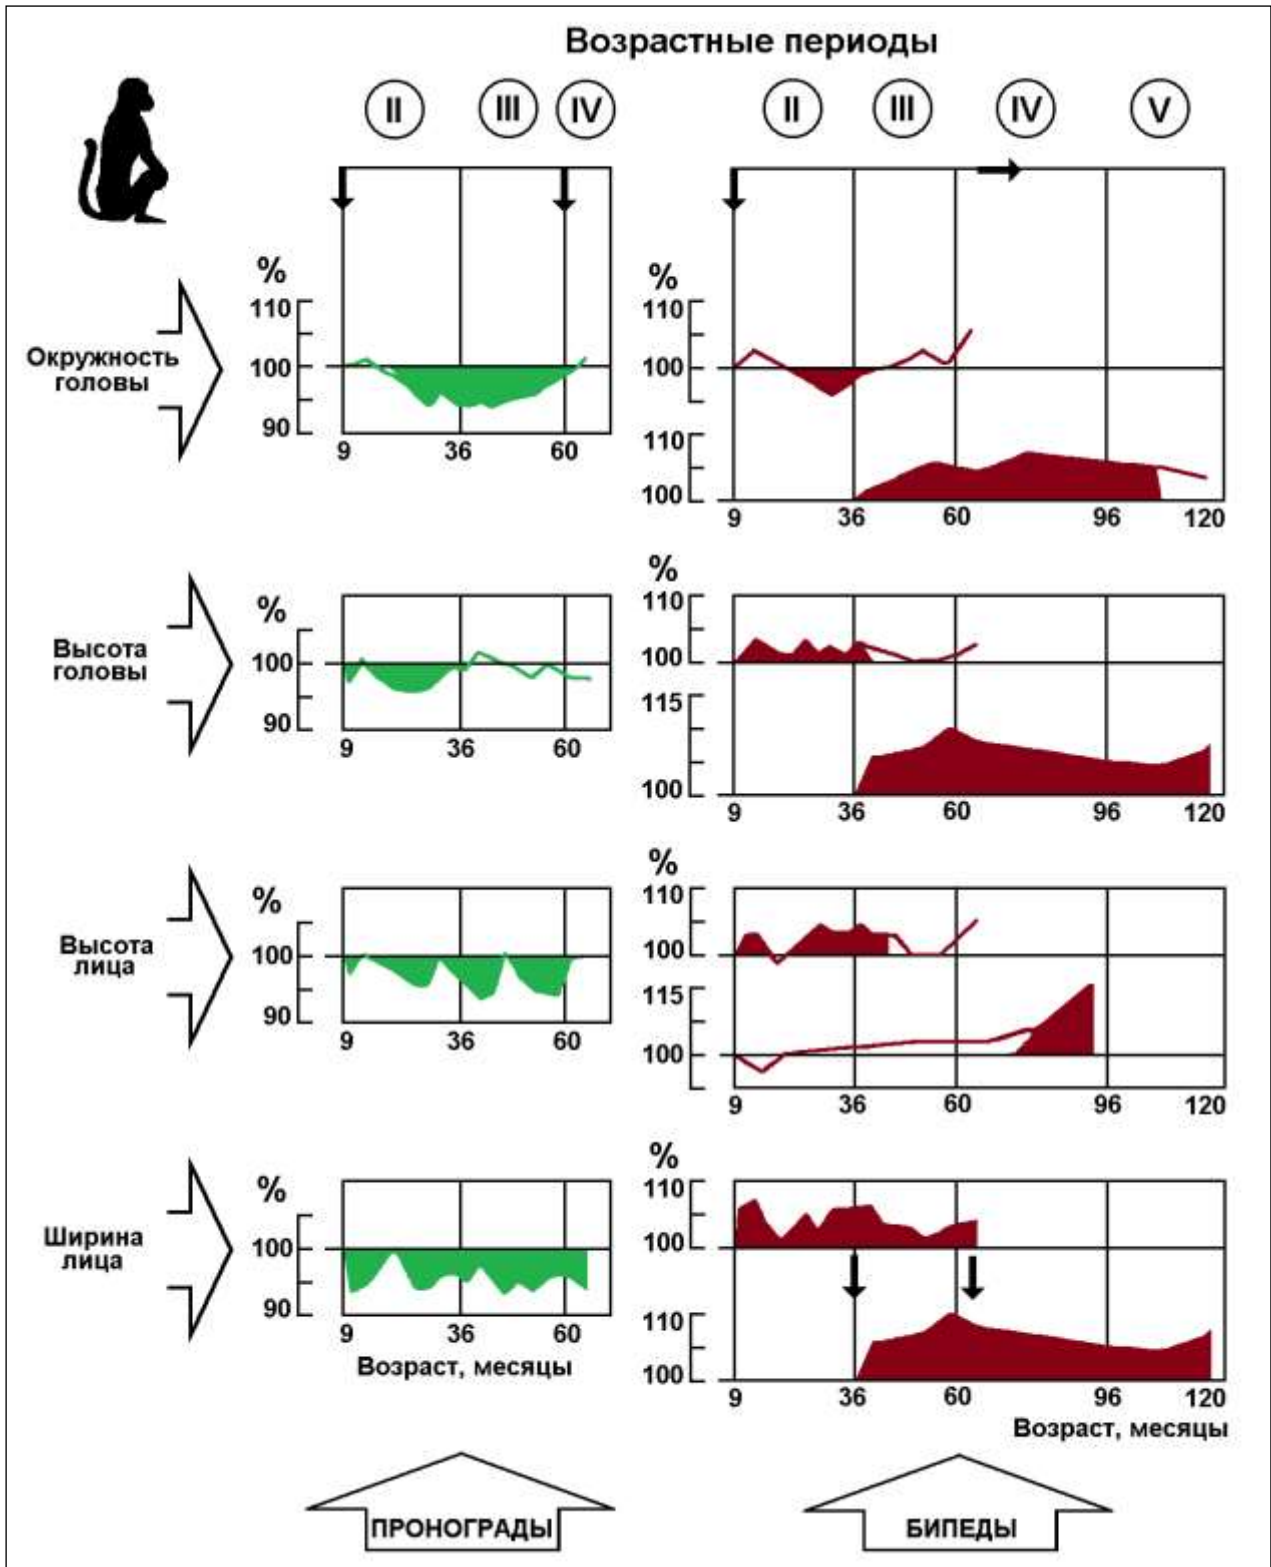 Возрастные периоды
II III IV II III IV V
%
110
100
90
9 36 60
Окружность
головы
%
110
100
110
100
9 36 60 96 120
%
100
90
9 36 60
Высота
головы
%
110
100
115
100
9 36 60 96 120
%
100
90
9 36 60
Высота
лица
%
110
100
115
100
9 36 60 96 120
%
100
90
9 36 60
Возраст, месяцы
Ширина
лица
%
110
100
110
100
9 36 60 96 120
Возраст, месяцы
ПРОНОГРАДЫ БИПЕДЫ